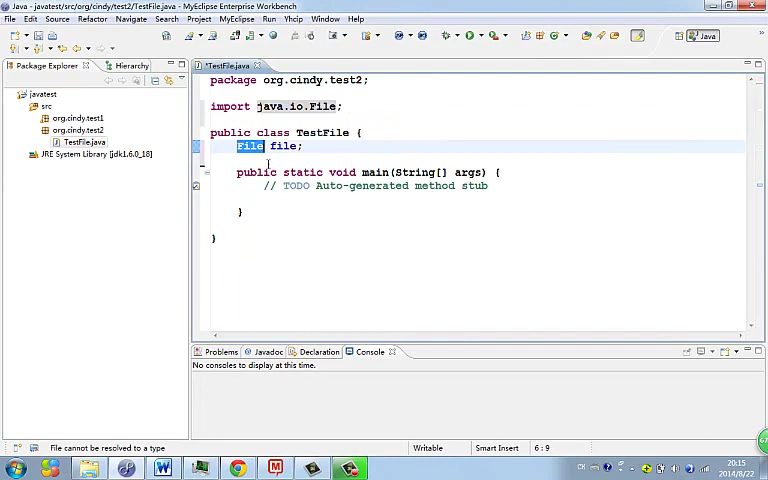 Java - javatest/src/org/cindy/test2/TestFile.java - MyEclipse Enterprise Workbench
File Edit Source Refactor Navigate Search Project MyEclipse Run Yhcip Window Help
Java
Package Explorer Hierarchy
*TestFile.java
javatest
src
org.cindy.test1
org.cindy.test2
TestFile.java
JRE System Library [jdk1.6.0_18]
package org.cindy.test2;
import java.io.File;
public class TestFile {
File file;
public static void main(String[] args) {
// TODO Auto-generated method stub
}
}
Problems Javadoc Declaration Console
No consoles to display at this time.
File cannot be resolved to a type
Writable
Smart Insert
6 : 9
CH
20:15
2014/8/22